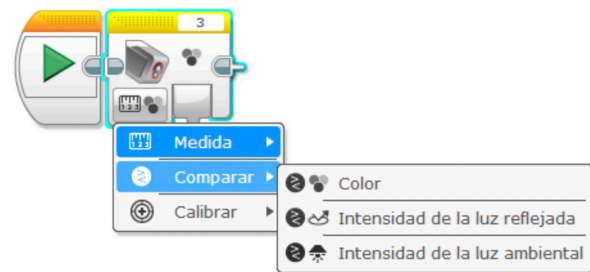 3
Medida
Comparar
Calibrar
Color
Intensidad de la luz reflejada
Intensidad de la luz ambiental